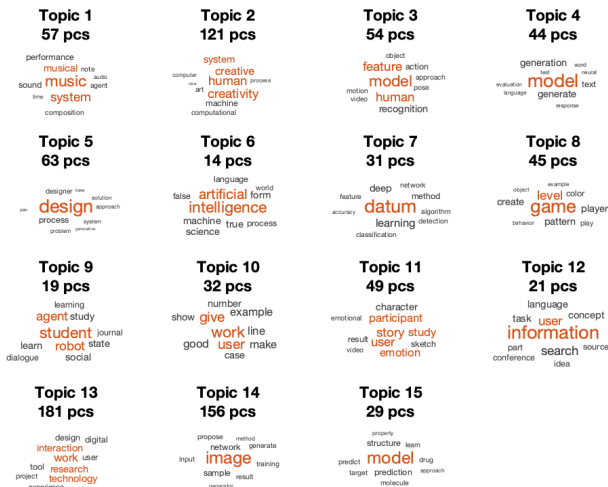 Topic 1
57 pcs
performance
musical note
audio
sound music agent
time system
composition
Topic 2
121 pcs
system
creative
computer human process
art creativity
machine
computational
Topic 3
54 pcs
object
feature action
model approach
motion pose
video human
recognition
Topic 4
44 pcs
generation word
test neural
model text
evaluation
language generate
response
Topic 5
63 pcs
designer base
solution
design approach
plan
process system
problem generative
Topic 6
14 pcs
language
world
false artificial form
intelligence
machine true process
science
Topic 7
31 pcs
network
deep
feature method
datum
accuracy algorithm
learning detection
classification
Topic 8
45 pcs
example
object level color
create game player
behavior pattern play
Topic 9
19 pcs
learning
agent study
student journal
learn robot state
dialogue social
Topic 10
32 pcs
number
show give example
work line
good user make
case
Topic 11
49 pcs
character
emotional participant
story study
result user sketch
video emotion
Topic 12
21 pcs
language
task user concept
information
part search source
conference
idea
Topic 13
181 pcs
design digital
interaction
work user
tool research
project technology
experience
Topic 14
156 pcs
propose method
network generate
input image training
sample result
generator
Topic 15
29 pcs
property
structure learn
model drug
predict
target prediction approach
molecule